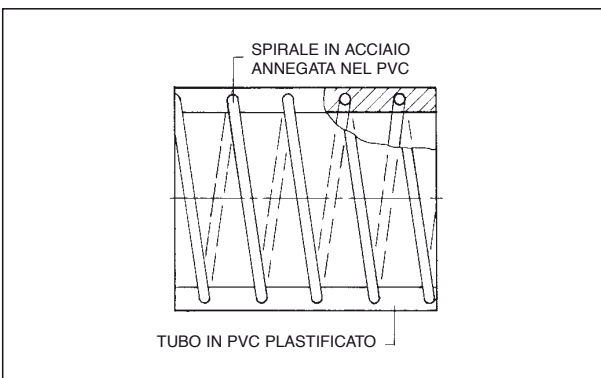 SPIRALE IN ACCIAIO
ANNEGATA NEL PVC
TUBO IN PVC PLASTIFICATO